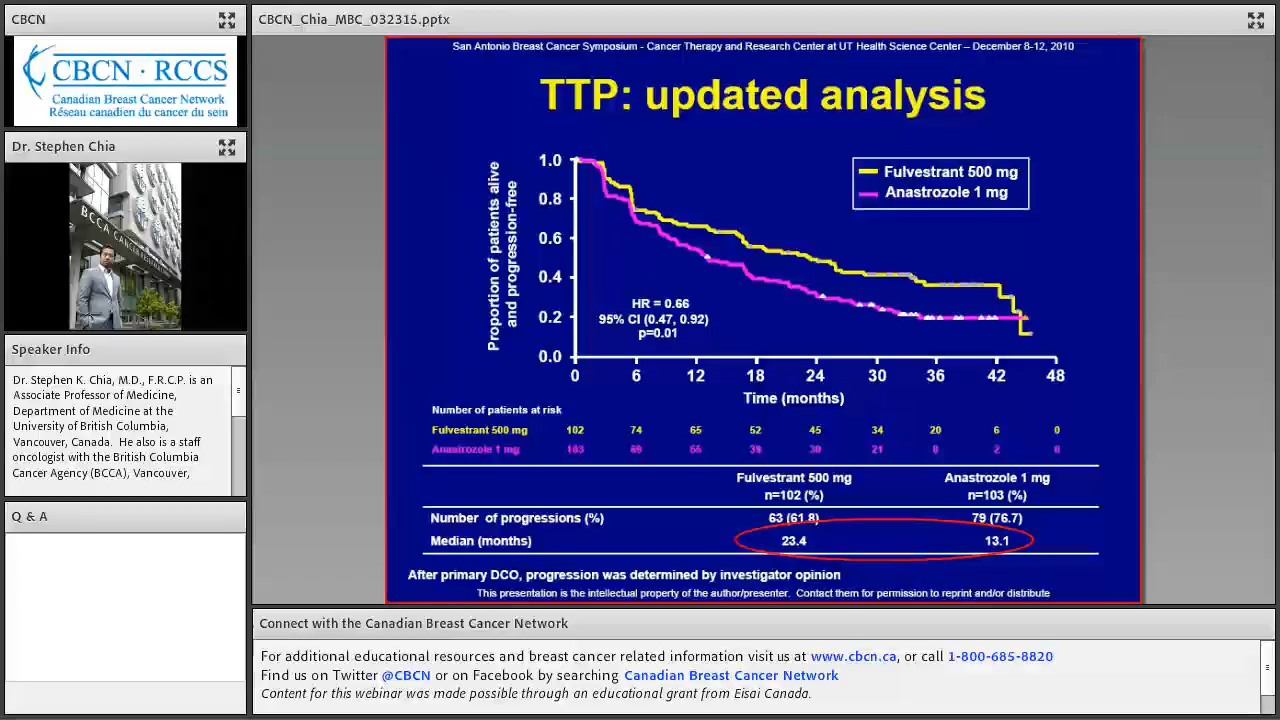 CBCN
CBCN · RCCS
Canadian Breast Cancer Network
Réseau canadien du cancer du sein
Dr. Stephen Chia
BCCA CANCER
Speaker Info
Dr. Stephen K. Chia, M.D., F.R.C.P. is an
Associate Professor of Medicine,
Department of Medicine at the
University of British Columbia,
Vancouver, Canada. He also is a staff
oncologist with the British Columbia
Cancer Agency (BCCA), Vancouver,
Q & A
CBCN_Chia_MBC_032315.pptx
San Antonio Breast Cancer Symposium - Cancer Therapy and Research Center at UT Health Science Center – December 8-12, 2010
TTP: updated analysis
Proportion of patients alive
and progression-free
1.0
0.8
0.6
0.4
0.2
0.0
Fulvestrant 500 mg
Anastrozole 1 mg
HR = 0.66
95% CI (0.47, 0.92)
p=0.01
0 6 12 18 24 30 36 42 48
Time (months)
Number of patients at risk
Fulvestrant 500 mg 102 74 65 52 45 34 20 6 0
Anastrozole 1 mg 103 69 55 39 30 21 8 2 0
Fulvestrant 500 mg Anastrozole 1 mg
n=102 (%) n=103 (%)
Number of progressions (%) 63 (61.8) 79 (76.7)
Median (months) 23.4 13.1
After primary DCO, progression was determined by investigator opinion
This presentation is the intellectual property of the author/presenter. Contact them for permission to reprint and/or distribute
Connect with the Canadian Breast Cancer Network
For additional educational resources and breast cancer related information visit us at www.cbcn.ca, or call 1-800-685-8820
Find us on Twitter @CBCN or on Facebook by searching Canadian Breast Cancer Network
Content for this webinar was made possible through an educational grant from Eisai Canada.